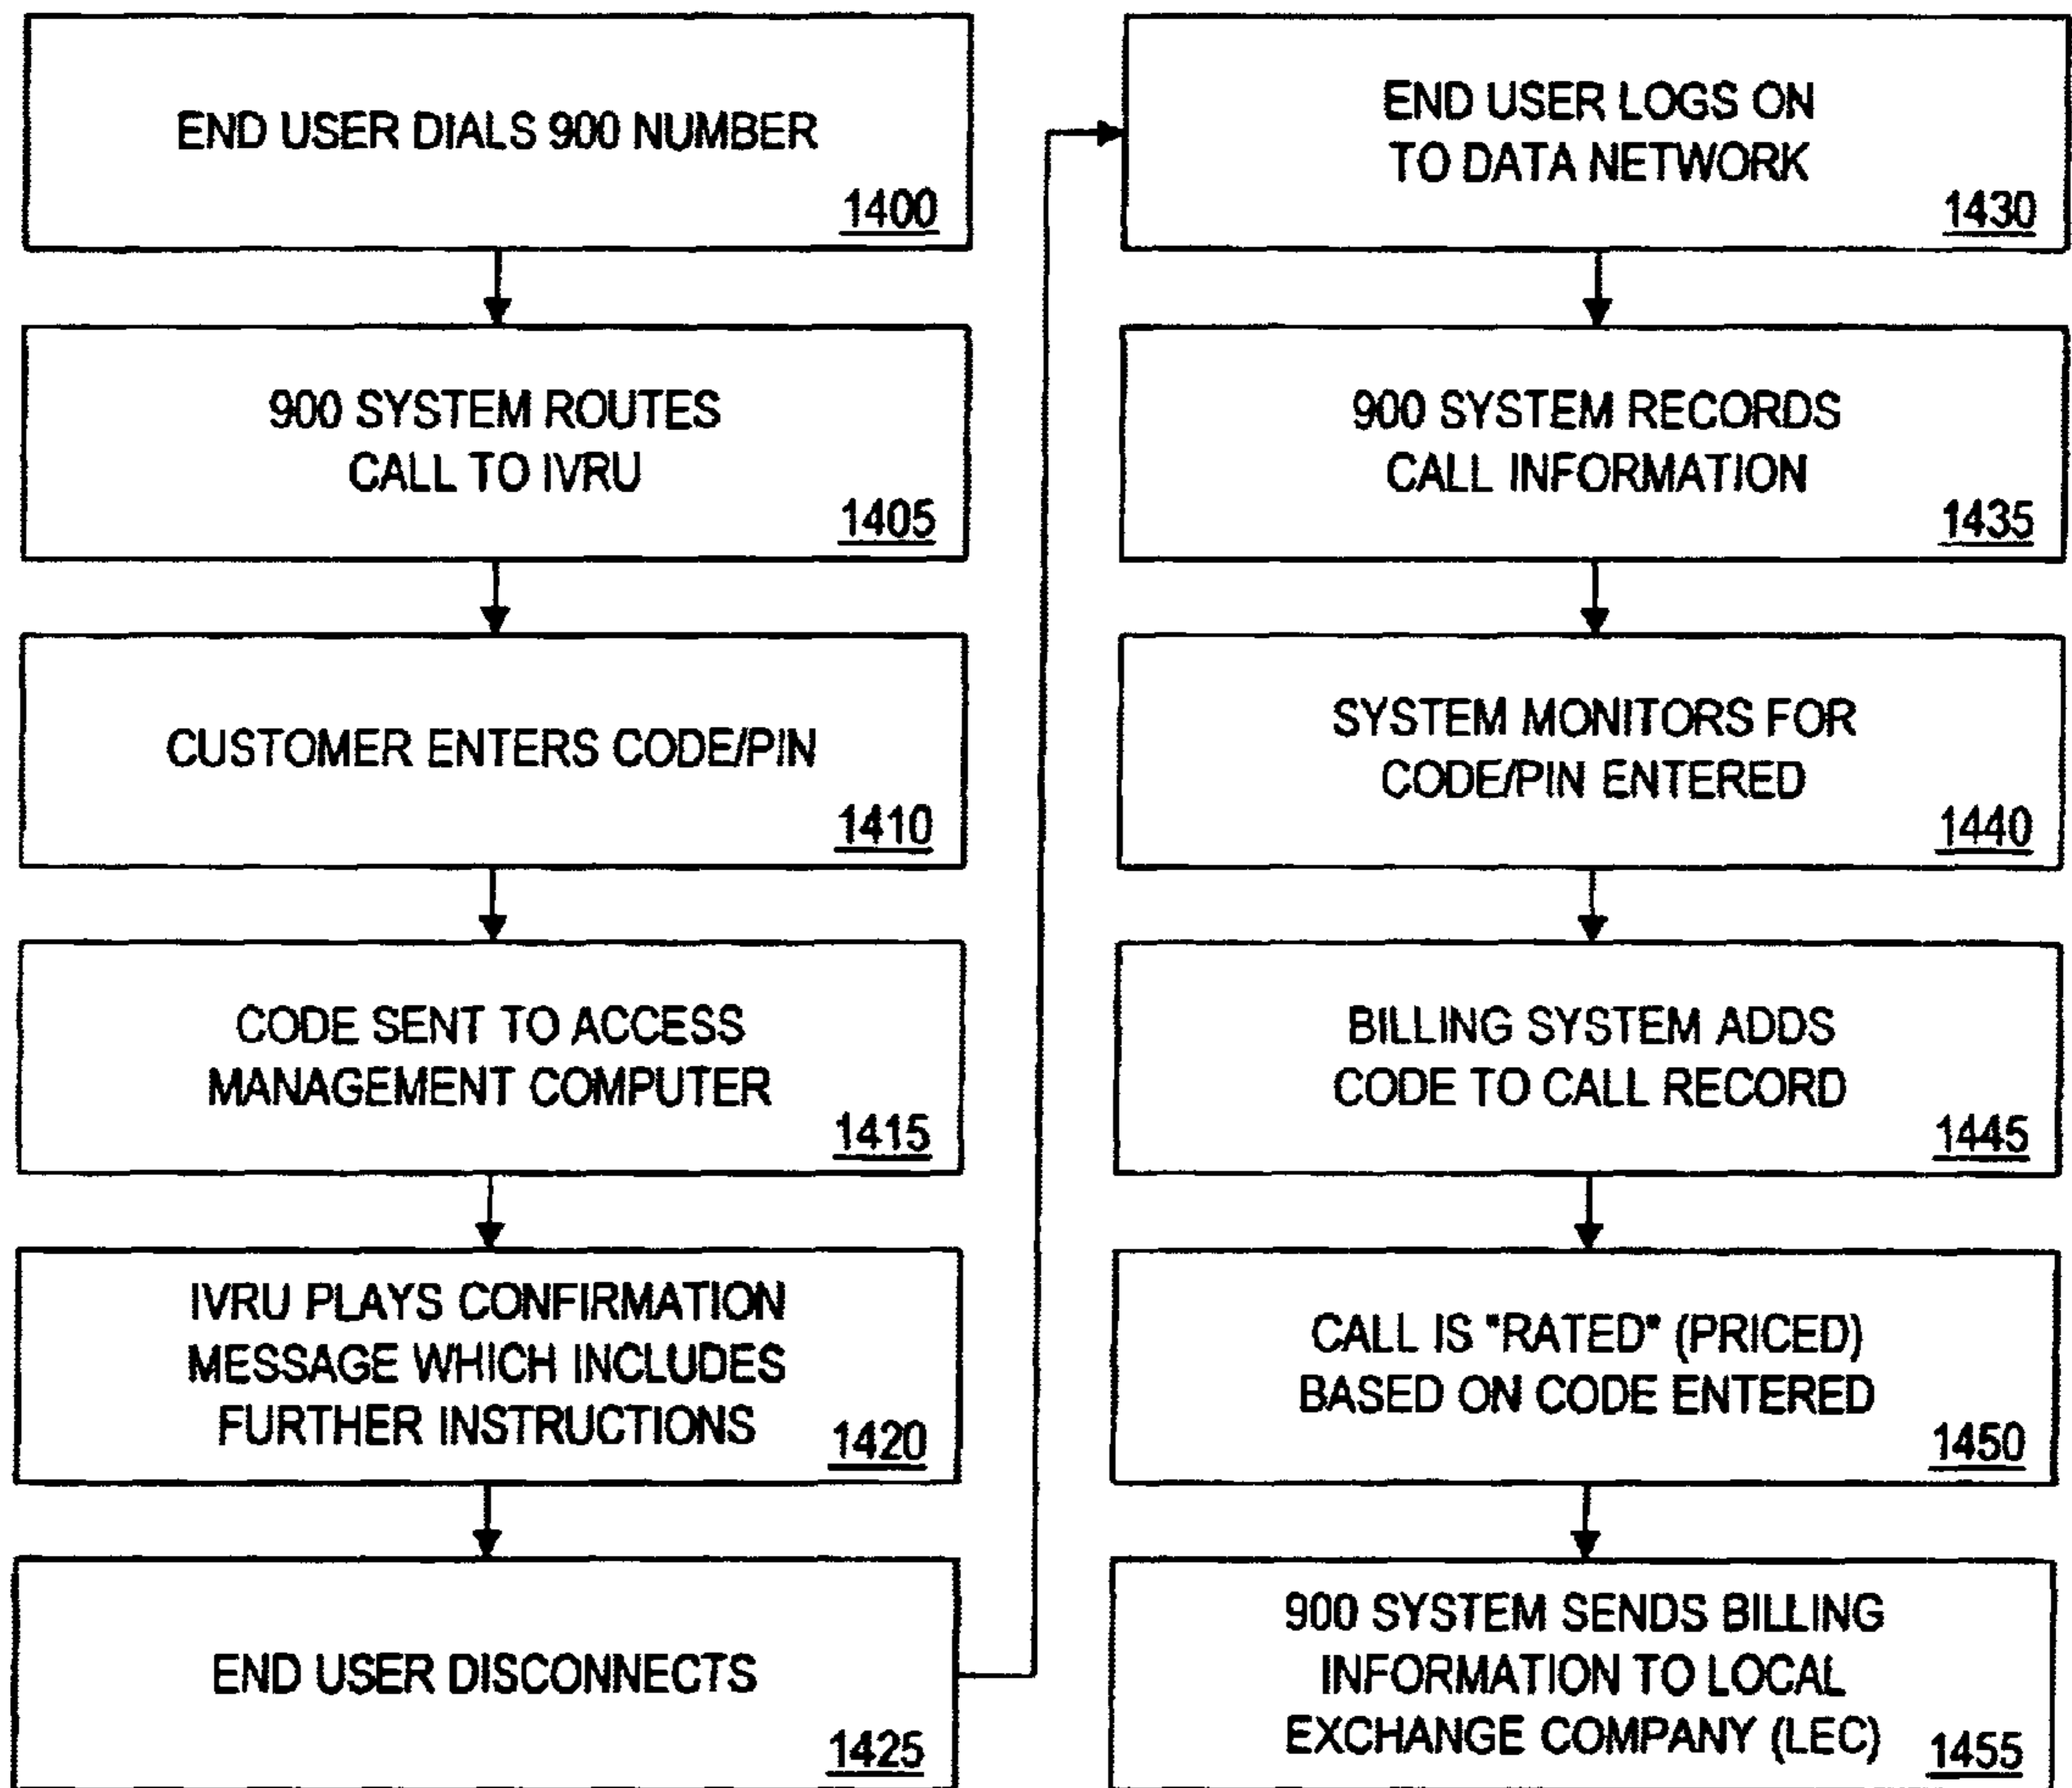 END USER DIALS 900 NUMBER
1400
900 SYSTEM ROUTES
CALL TO IVRU
1405
CUSTOMER ENTERS CODE/PIN
1410
CODE SENT TO ACCESS
MANAGEMENT COMPUTER
1415
IVRU PLAYS CONFIRMATION
MESSAGE WHICH INCLUDES
FURTHER INSTRUCTIONS
1420
END USER DISCONNECTS
1425
END USER LOGS ON
TO DATA NETWORK
1430
900 SYSTEM RECORDS
CALL INFORMATION
1435
SYSTEM MONITORS FOR
CODE/PIN ENTERED
1440
BILLING SYSTEM ADDS
CODE TO CALL RECORD
1445
CALL IS "RATED" (PRICED)
BASED ON CODE ENTERED
1450
900 SYSTEM SENDS BILLING
INFORMATION TO LOCAL
EXCHANGE COMPANY (LEC)
1455